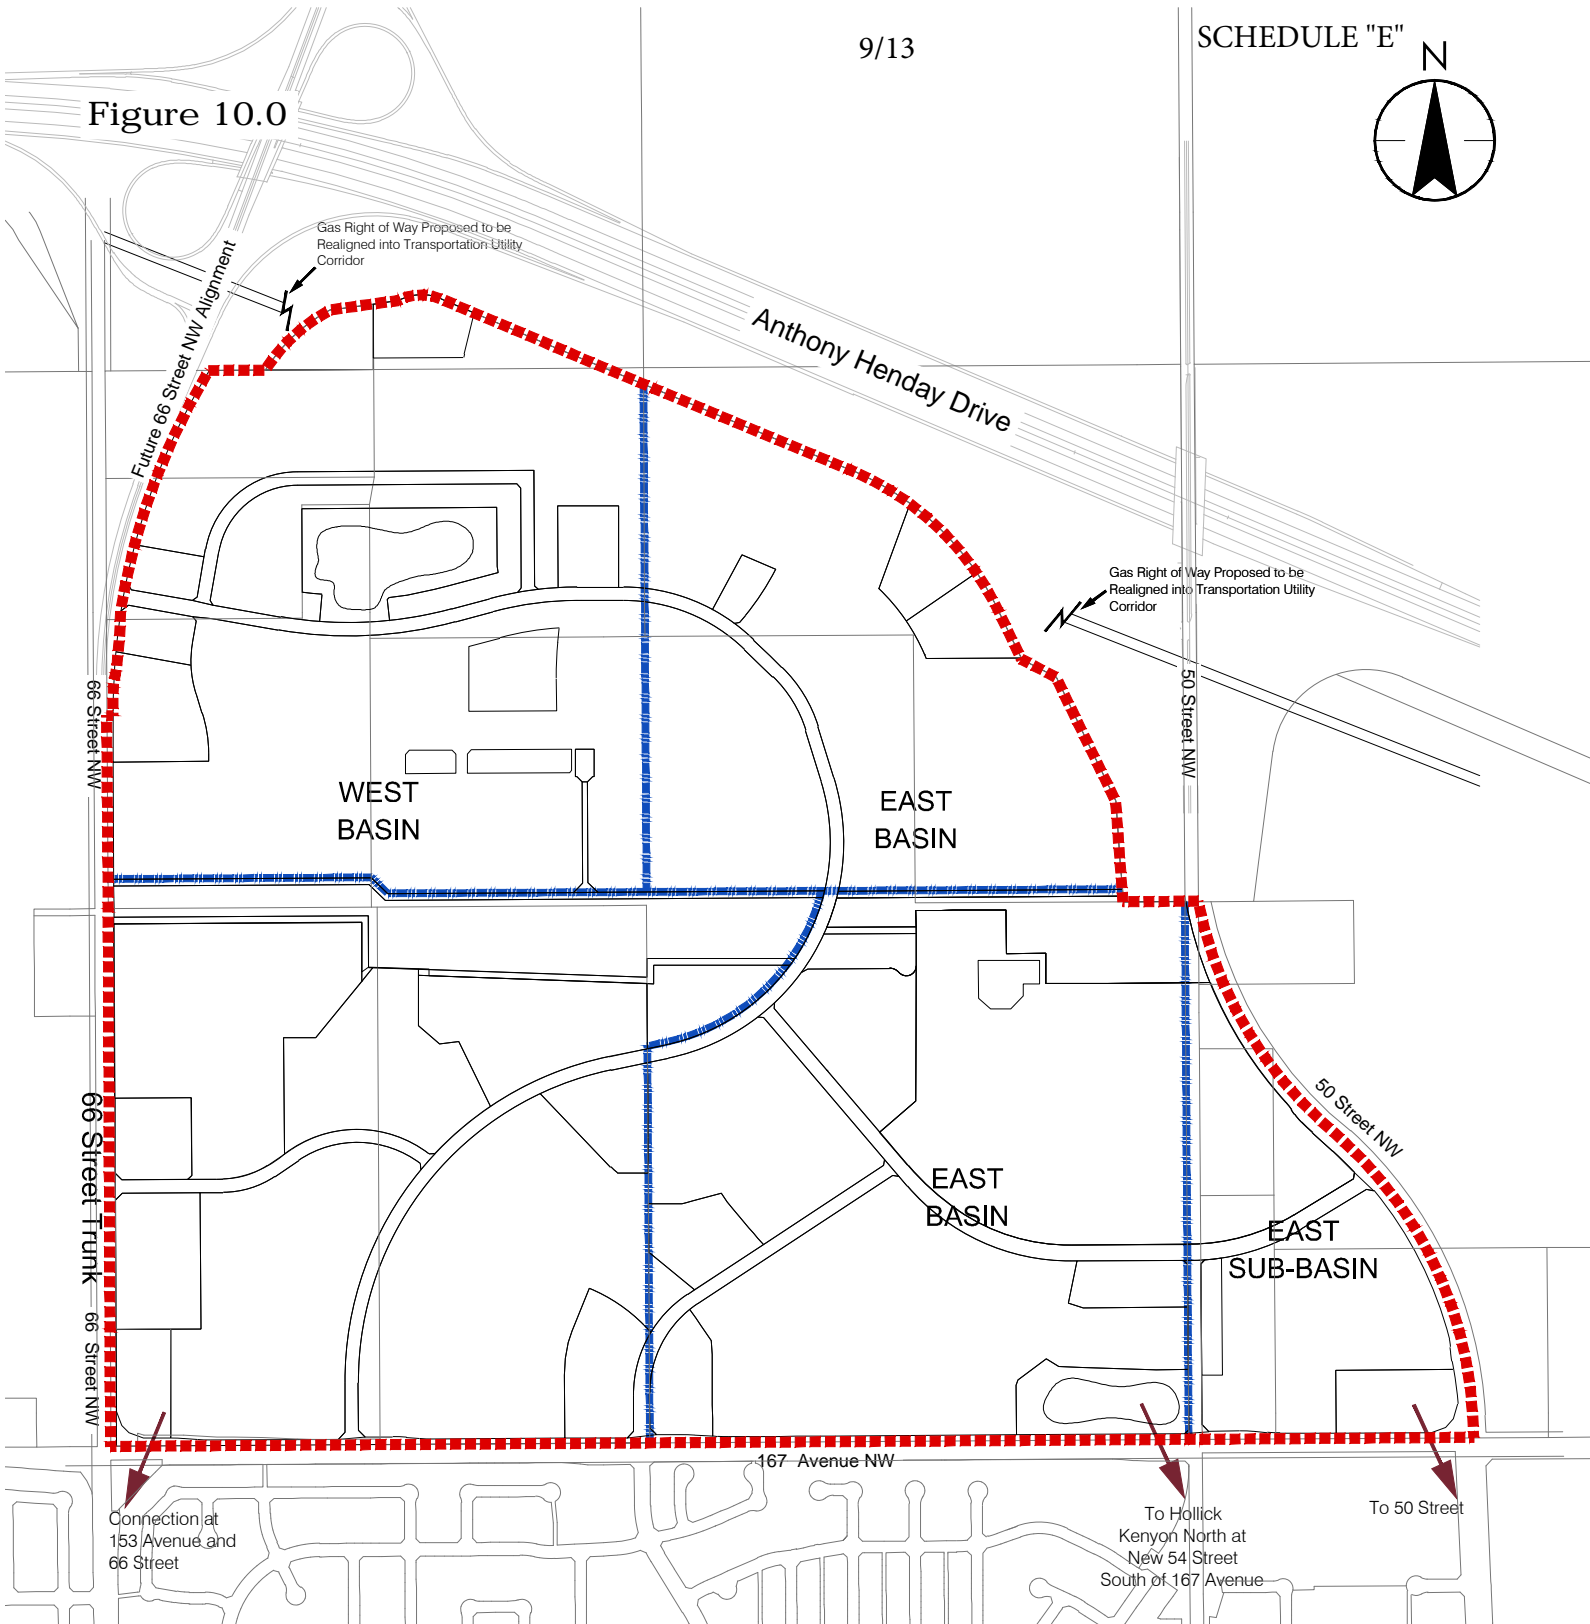 9/13
SCHEDULE "E"
N
Figure 10.0
Gas Right of Way Proposed to be
Realigned into Transportation Utility
Corridor
Future 66 Street NW Alignment
Anthony Henday Drive
Gas Right of Way Proposed to be
Realigned into Transportation Utility
Corridor
66 Street NW
50 Street NW
WEST
BASIN
EAST
BASIN
66 Street Trunk
50 Street NW
EAST
BASIN
EAST
SUB-BASIN
66 Street NW
167 Avenue NW
Connection at
153 Avenue and
66 Street
To Hollick
Kenyon North at
New 54 Street
South of 167 Avenue
To 50 Street